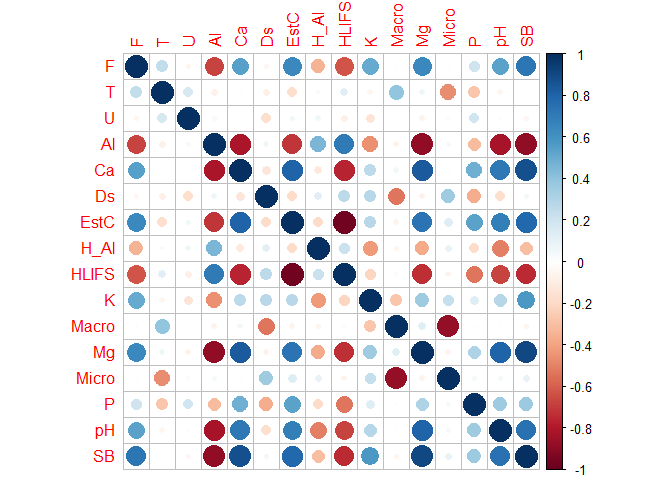 F T U Al Ca Ds EstC H_Al HLIFS K Macro Mg Micro P pH SB
F
T
U
Al
Ca
Ds
EstC
H_Al
HLIFS
K
Macro
Mg
Micro
P
pH
SB
1
0.8
0.6
0.4
0.2
0
-0.2
-0.4
-0.6
-0.8
-1